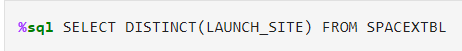 %sql SELECT DISTINCT(LAUNCH_SITE) FROM SPACEXTBL